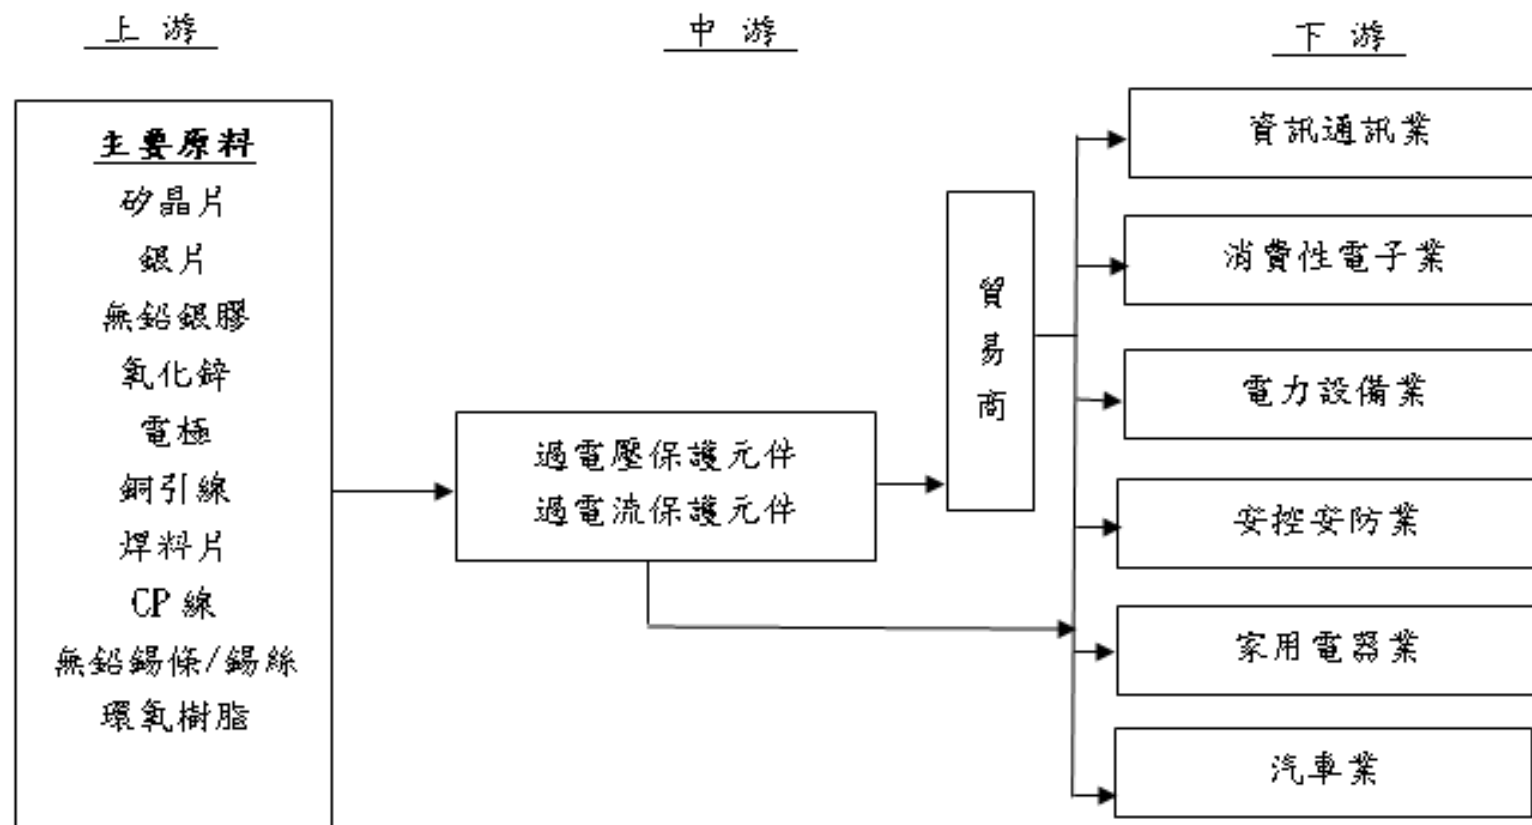 上游
中游
下游
主要原料
矽晶片
銀片
無鉛銀膠
氧化鋅
電極
銅引線
焊料片
CP 線
無鉛錫條/錫絲
環氧樹脂
過電壓保護元件
過電流保護元件
貿
易
商
資訊通訊業
消費性電子業
電力設備業
安控安防業
家用電器業
汽車業